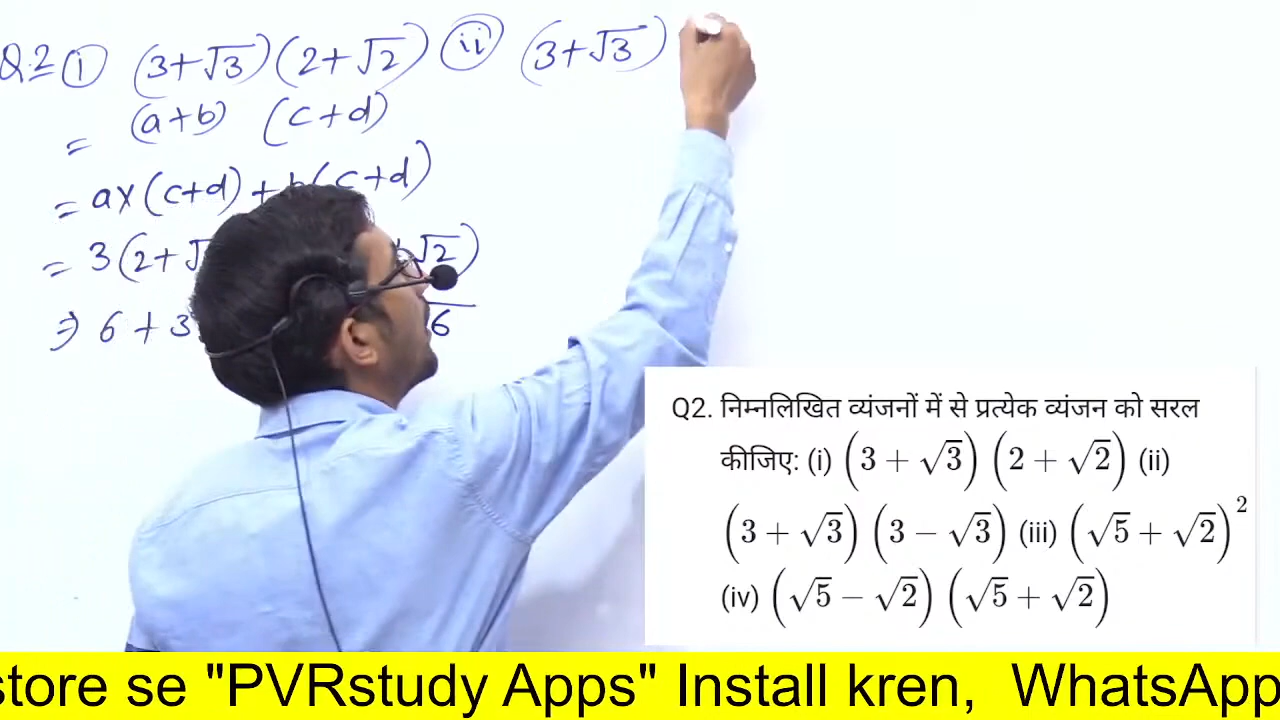 Q.2 (i) (3+√3)(2+√2) (ii) (3+√3)
= (a+b) (c+d)
= a×(c+d)+b(c+d)
= 3(2+√ √2)
⇒ 6+3 6
Q2. निम्नलिखित व्यंजनों में से प्रत्येक व्यंजन को सरल
कीजिए: (i) (3 + √3) (2 + √2) (ii)
(3 + √3) (3 − √3) (iii) (√5 + √2)²
(iv) (√5 − √2) (√5 + √2)
store se "PVRstudy Apps" Install kren, WhatsApp